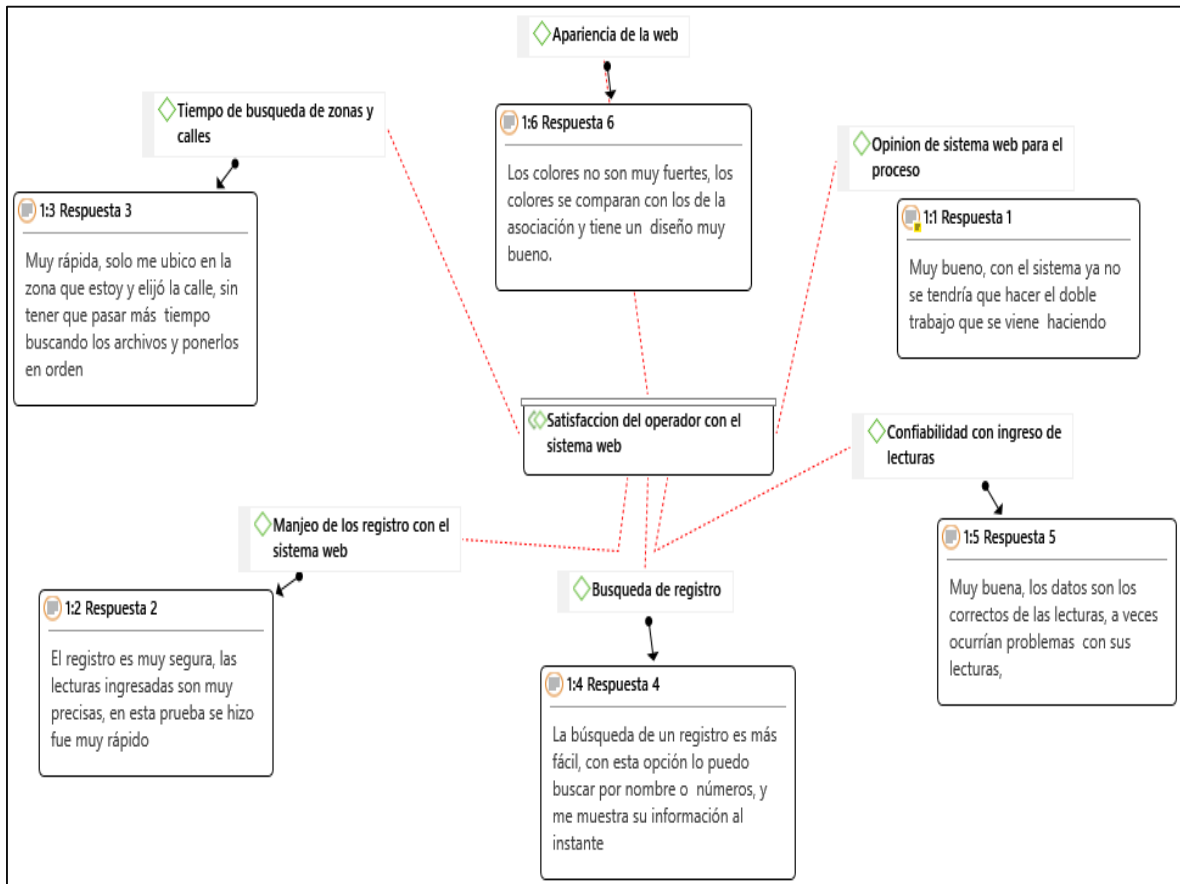 Apariencia de la web
1:6 Respuesta 6
Los colores no son muy fuertes, los
colores se comparan con los de la
asociación y tiene un diseño muy
bueno.
Tiempo de busqueda de zonas y
calles
1:3 Respuesta 3
Muy rápida, solo me ubico en la
zona que estoy y elijó la calle, sin
tener que pasar más tiempo
buscando los archivos y ponerlos
en orden
Opinion de sistema web para el
proceso
1:1 Respuesta 1
Muy bueno, con el sistema ya no
se tendría que hacer el doble
trabajo que se viene haciendo
Satisfaccion del operador con el
sistema web
Confiabilidad con ingreso de
lecturas
1:5 Respuesta 5
Muy buena, los datos son los
correctos de las lecturas, a veces
ocurrían problemas con sus
lecturas,
Manjeo de los registro con el
sistema web
1:2 Respuesta 2
El registro es muy segura, las
lecturas ingresadas son muy
precisas, en esta prueba se hizo
fue muy rápido
Busqueda de registro
1:4 Respuesta 4
La búsqueda de un registro es más
fácil, con esta opción lo puedo
buscar por nombre o números, y
me muestra su información al
instante